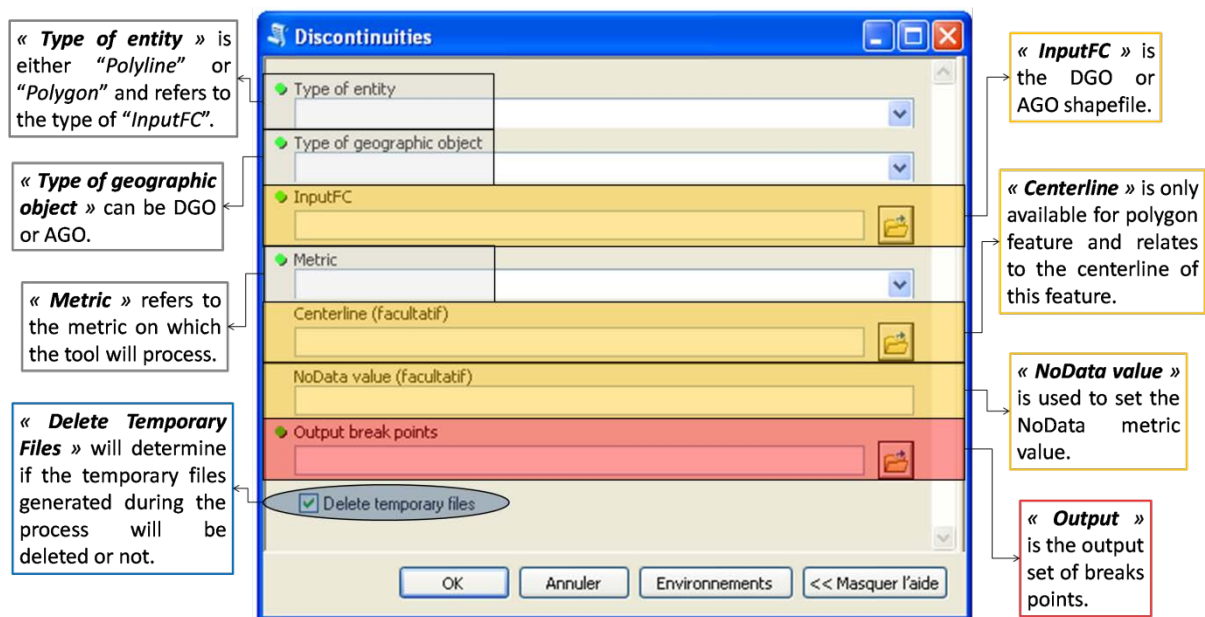 « Type of entity » is
either “Polyline” or
“Polygon” and refers to
the type of “InputFC”.
« Type of geographic
object » can be DGO
or AGO.
« Metric » refers to
the metric on which
the tool will process.
« Delete Temporary
Files » will determine
if the temporary files
generated during the
process will be
deleted or not.
Discontinuities
Type of entity
Type of geographic object
InputFC
Metric
Centerline (facultatif)
NoData value (facultatif)
Output break points
Delete temporary files
OK
Annuler
Environnements
<< Masquer l'aide
« InputFC » is
the DGO or
AGO shapefile.
« Centerline » is only
available for polygon
feature and relates
to the centerline of
this feature.
« NoData value »
is used to set the
NoData metric
value.
« Output »
is the output
set of breaks
points.